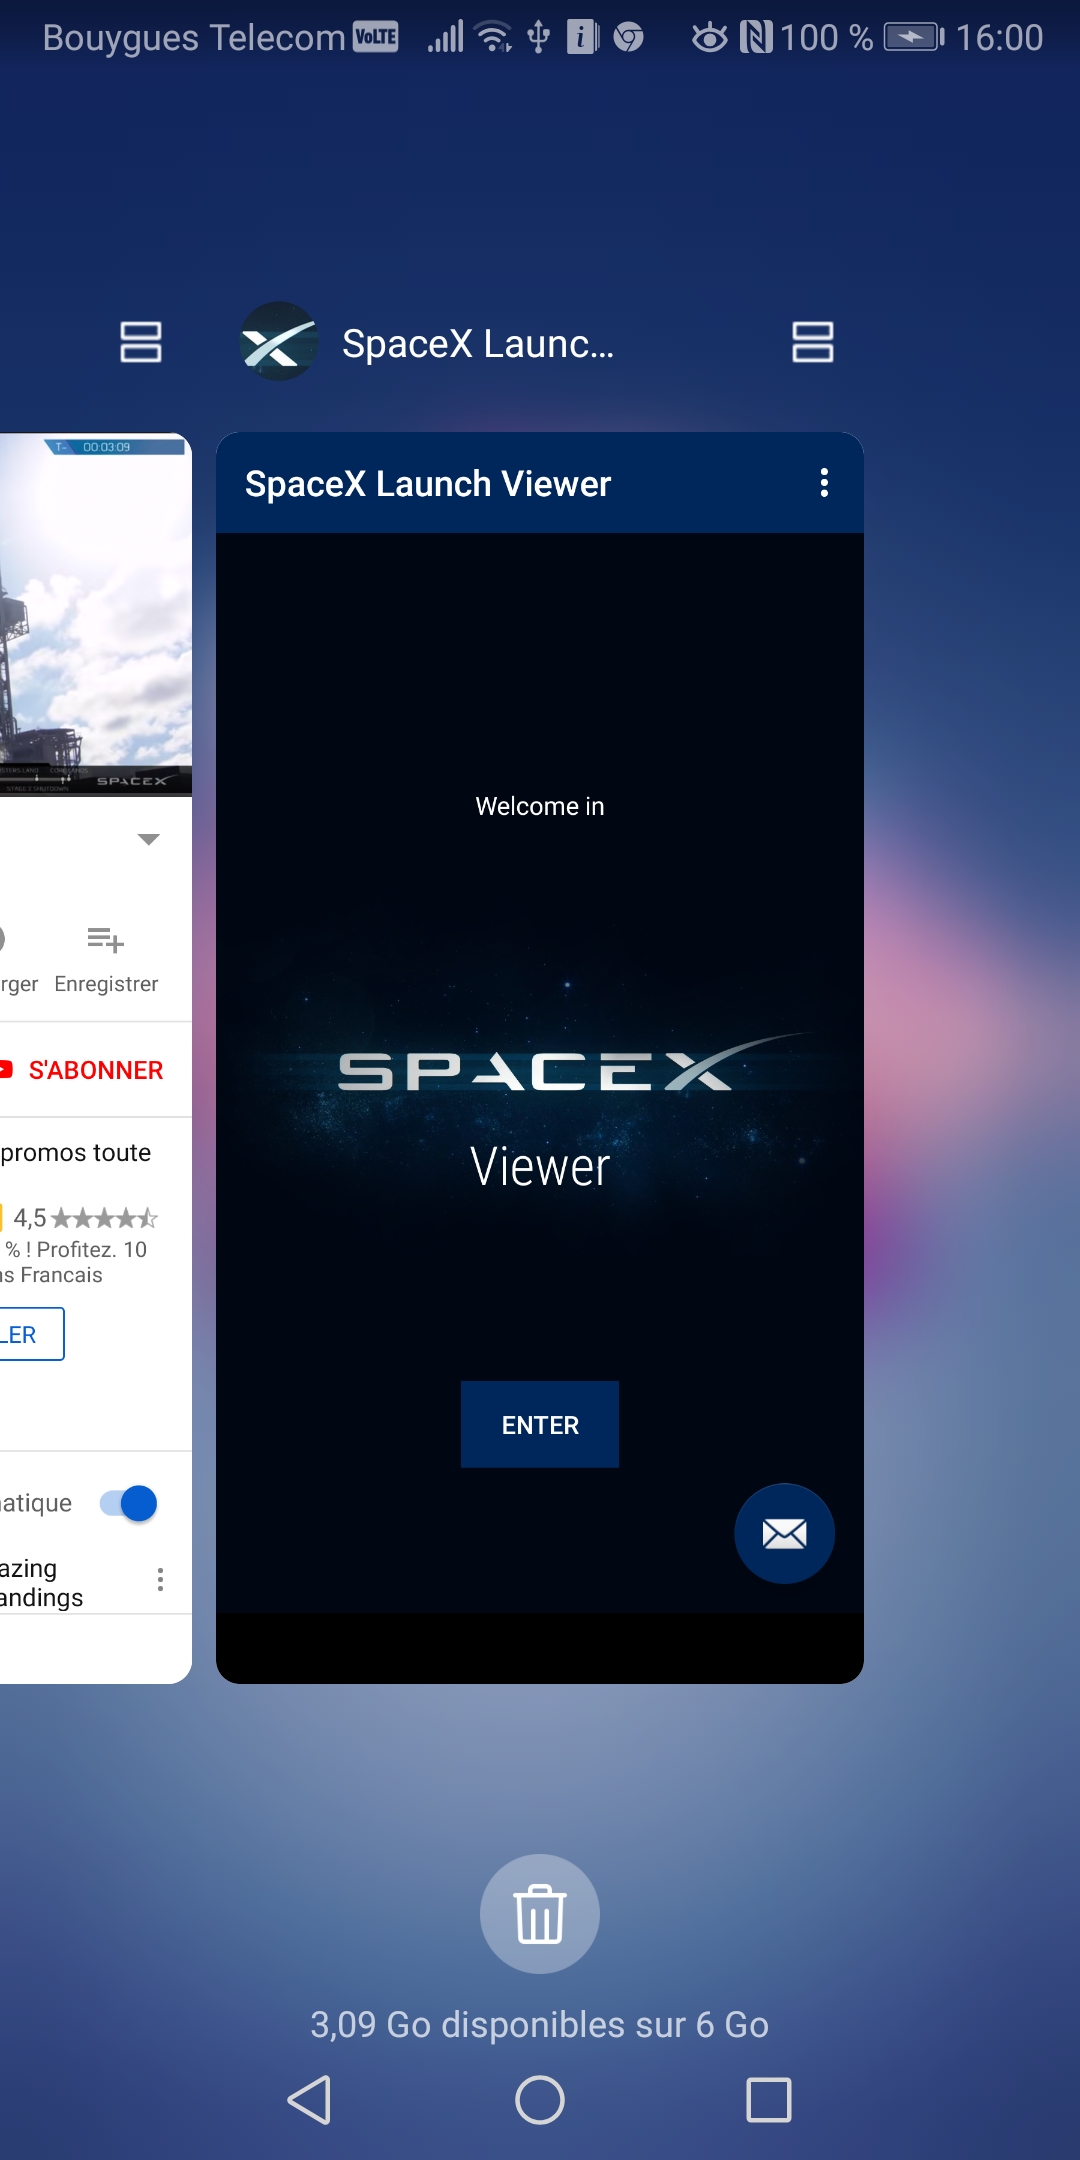 Bouygues Telecom VoLTE 100 % 16:00
SpaceX Launc...
T- 00:03:09
SPACEX
rger Enregistrer
S'ABONNER
promos toute
4,5
% ! Profitez. 10
ns Francais
LER
natique
azing
andings
SpaceX Launch Viewer
Welcome in
SPACEX
Viewer
ENTER
3,09 Go disponibles sur 6 Go